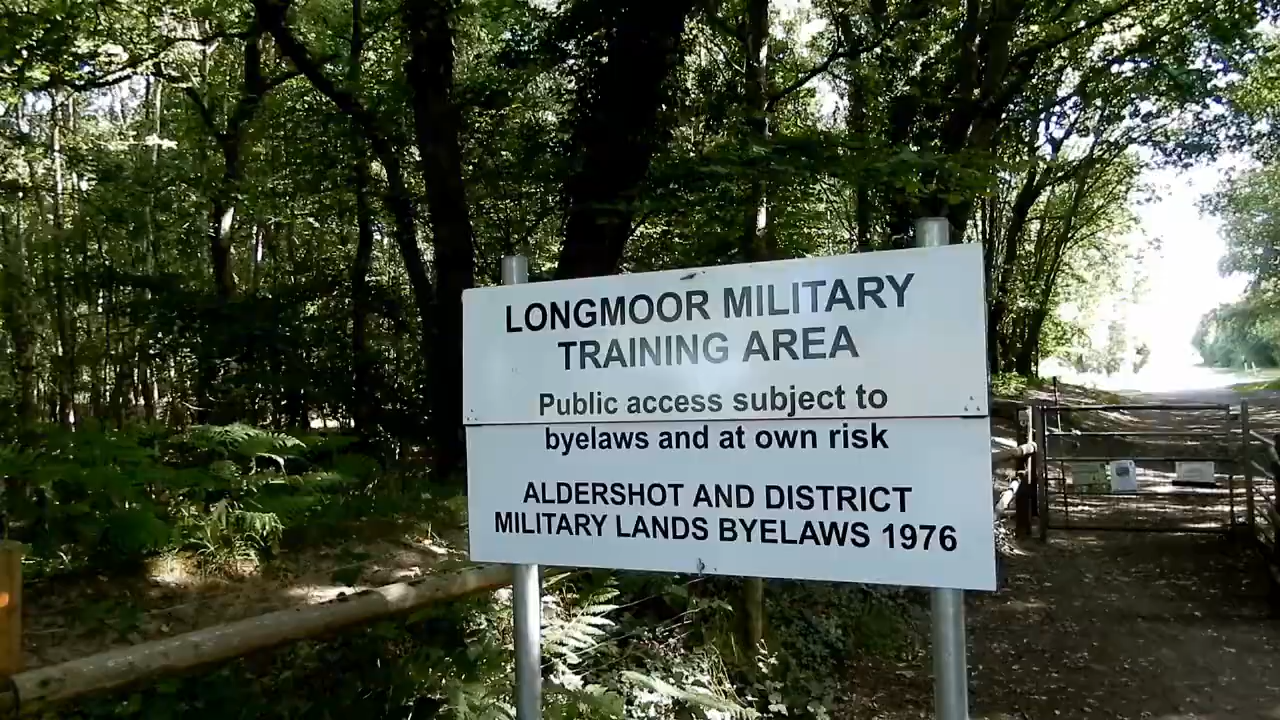 LONGMOOR MILITARY
TRAINING AREA
Public access subject to
byelaws and at own risk
ALDERSHOT AND DISTRICT
MILITARY LANDS BYELAWS 1976